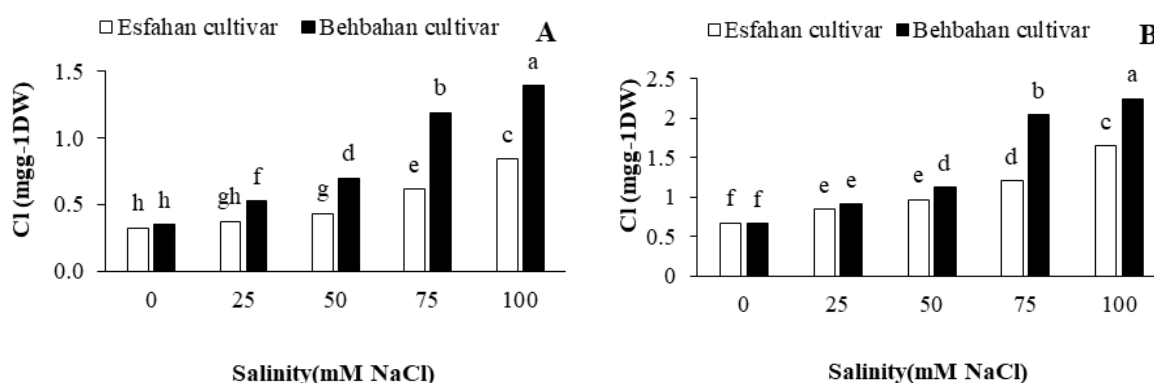 Esfahan cultivar Behbahan cultivar
A
Cl (mgg-1DW)
1.5
1.0
0.5
0.0
h h gh f g d e b c a
0 25 50 75 100
Salinity(mM NaCl)
Esfahan cultivar Behbahan cultivar
B
Cl (mgg-1DW)
2.5
2
1.5
1
0.5
0
f f e e e d d b c a
0 25 50 75 100
Salinity(mM NaCl)